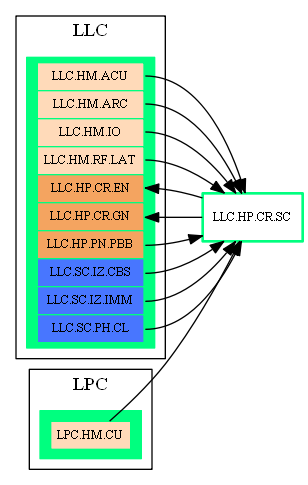 LLC
LLC.HM.ACU
LLC.HM.ARC
LLC.HM.IO
LLC.HM.RF.LAT
LLC.HP.CR.EN
LLC.HP.CR.GN
LLC.HP.PN.PBB
LLC.SC.IZ.CBS
LLC.SC.IZ.IMM
LLC.SC.PH.CL
LLC.HP.CR.SC
LPC
LPC.HM.CU